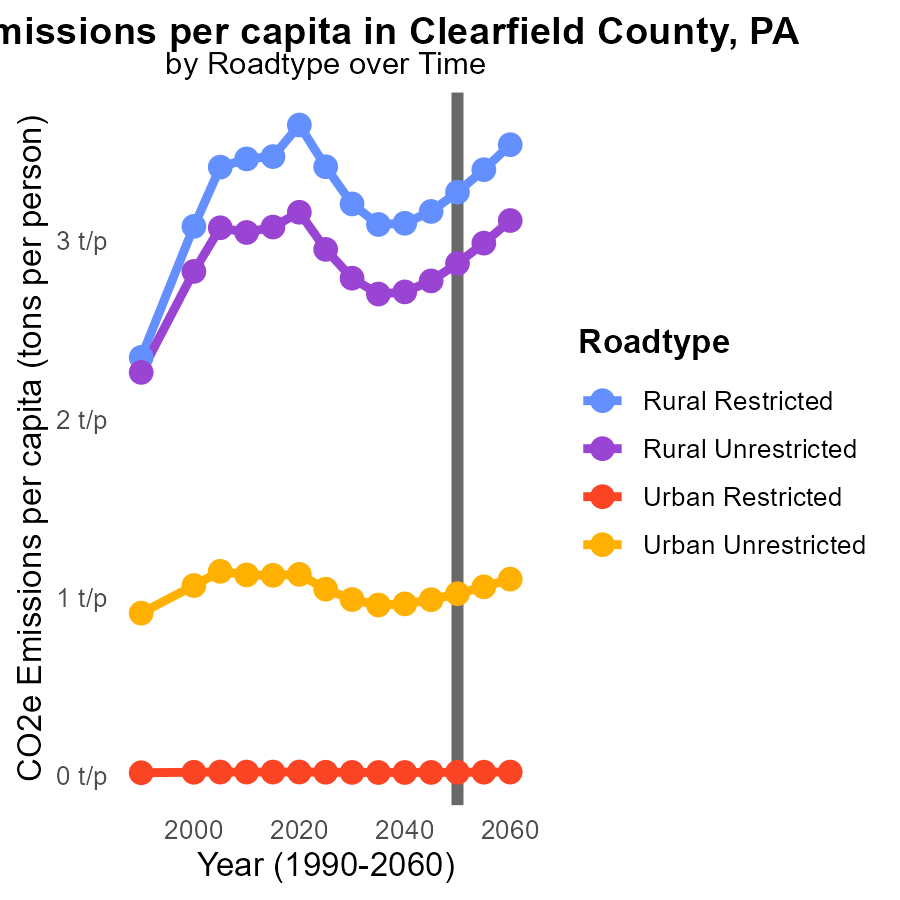 missions per capita in Clearfield County, PA
by Roadtype over Time
CO2e Emissions per capita (tons per person)
3 t/p
2 t/p
1 t/p
0 t/p
2000 2020 2040 2060
Year (1990-2060)
Roadtype
Rural Restricted
Rural Unrestricted
Urban Restricted
Urban Unrestricted